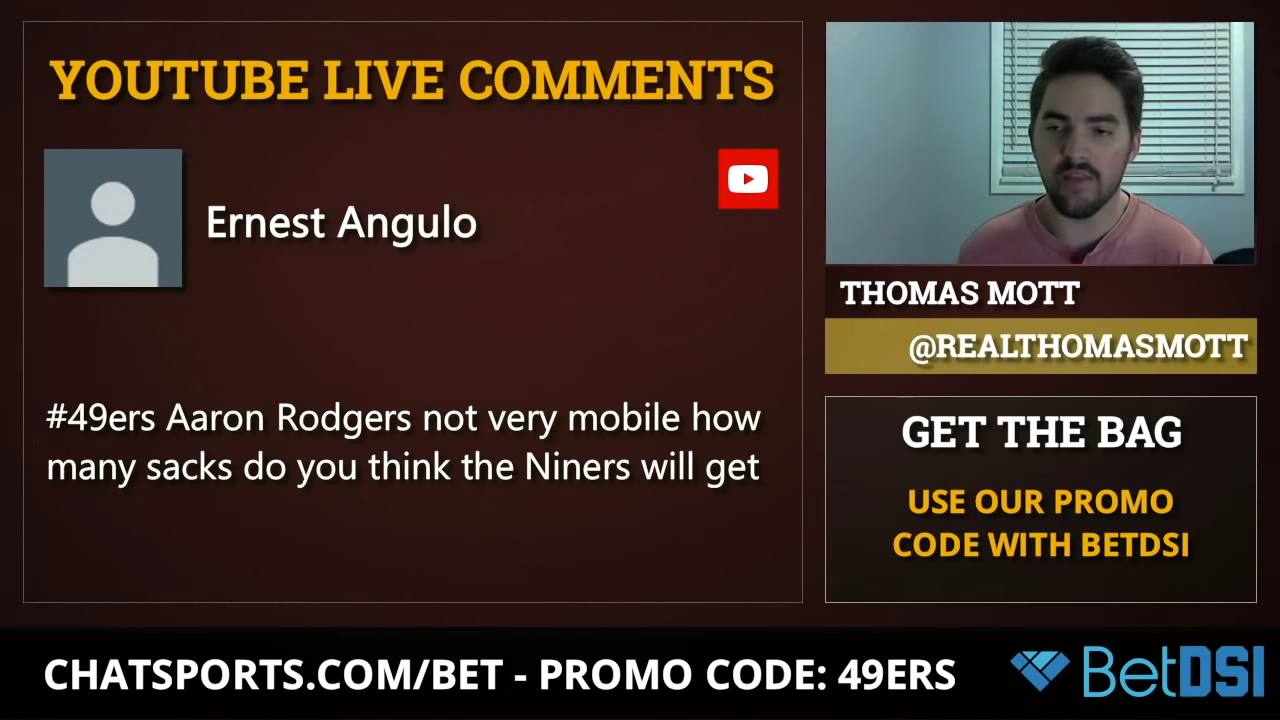 YOUTUBE LIVE COMMENTS
Ernest Angulo
#49ers Aaron Rodgers not very mobile how
many sacks do you think the Niners will get
THOMAS MOTT
@REALTHOMASMOTT
GET THE BAG
USE OUR PROMO
CODE WITH BETDSI
CHATSPORTS.COM/BET - PROMO CODE: 49ERS
BetDSI